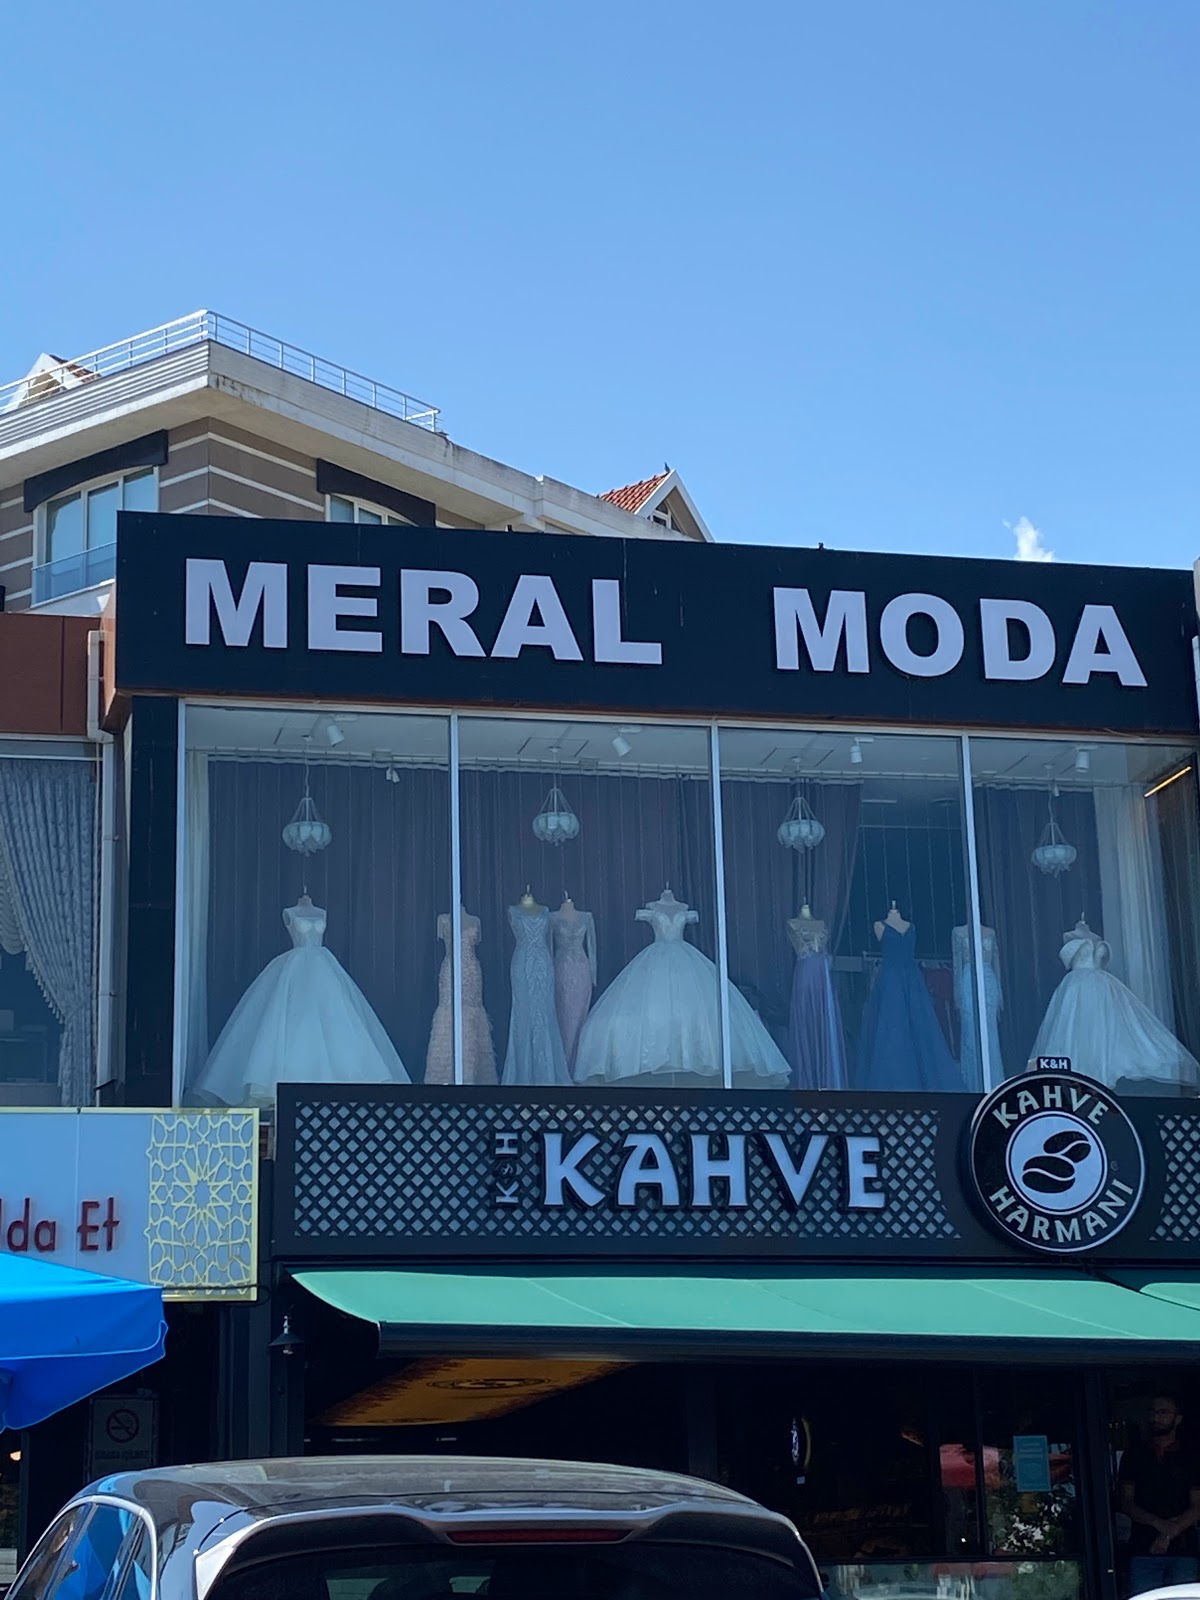 MERAL MODA
K&H
KAHVE
HARMANI
K&H KAHVE
lda Et